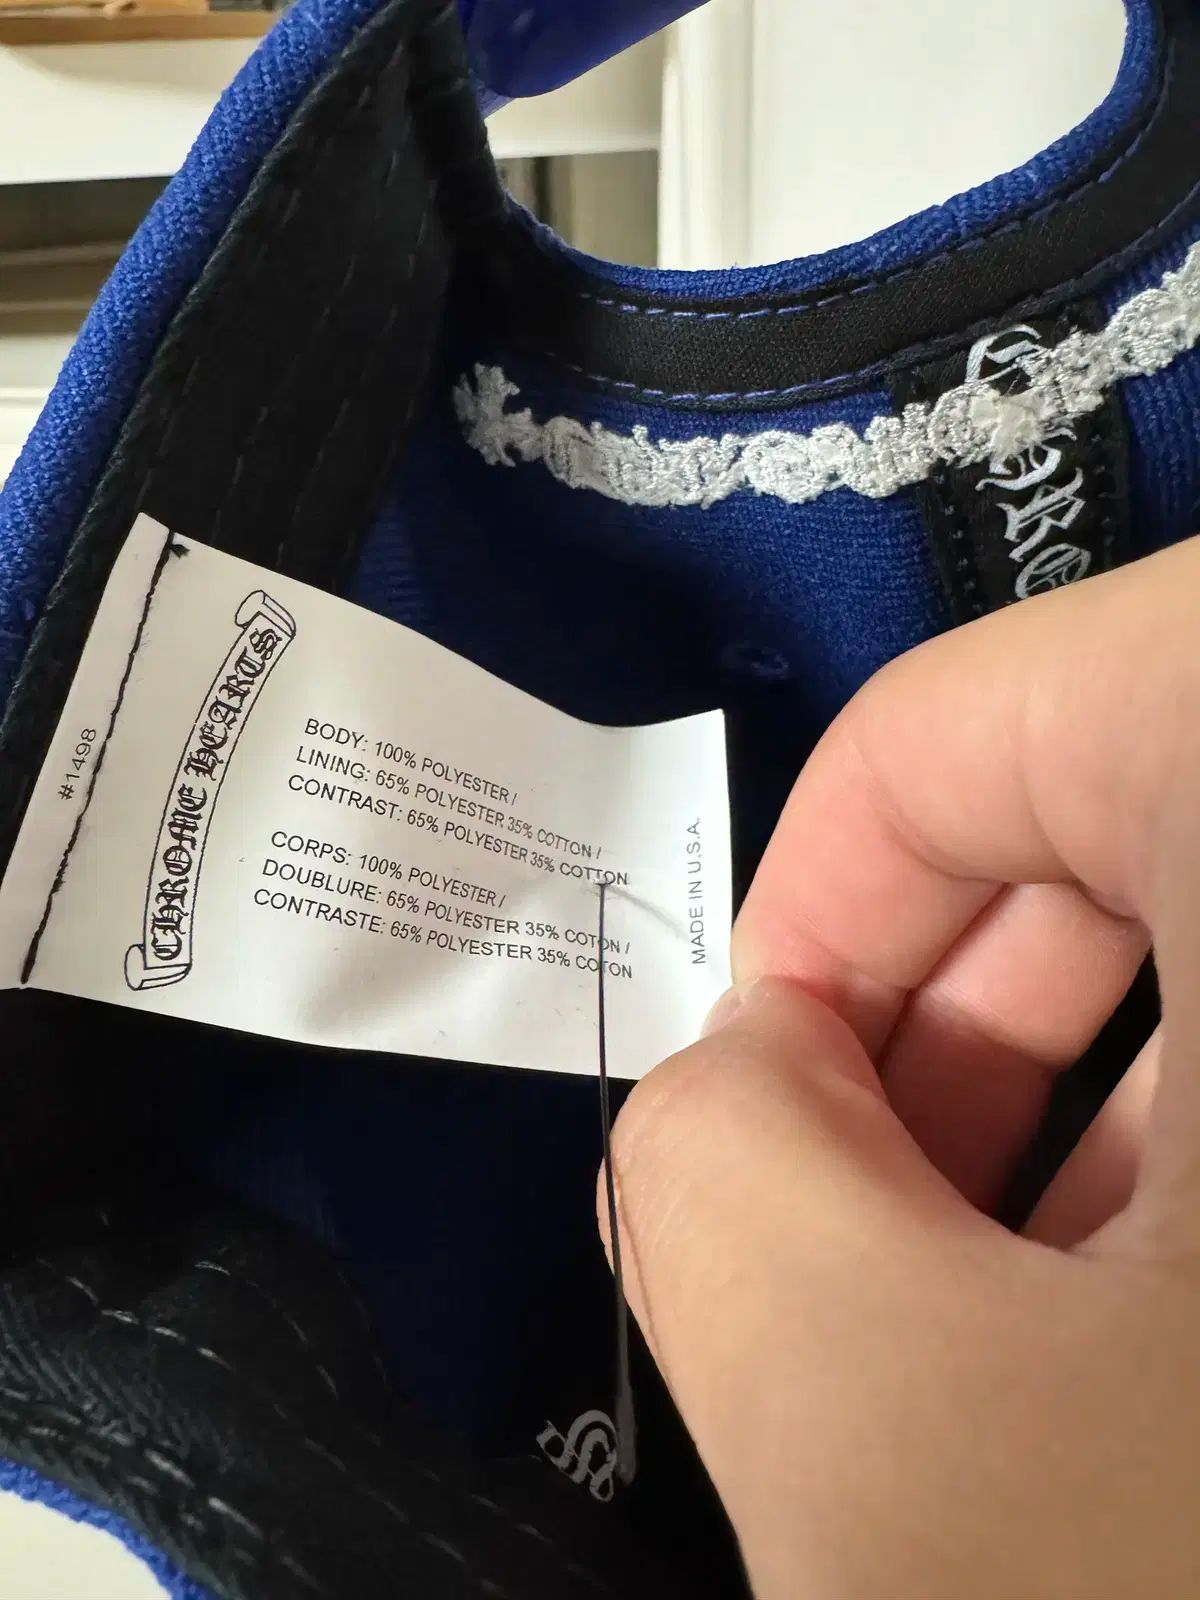 #1498
CHROME HEARTS
BODY: 100% POLYESTER /
LINING: 65% POLYESTER 35% COTTON /
CONTRAST: 65% POLYESTER 35% COTTON
CORPS: 100% POLYESTER /
DOUBLURE: 65% POLYESTER 35% COTON /
CONTRASTE: 65% POLYESTER 35% COTON
MADE IN U.S.A.